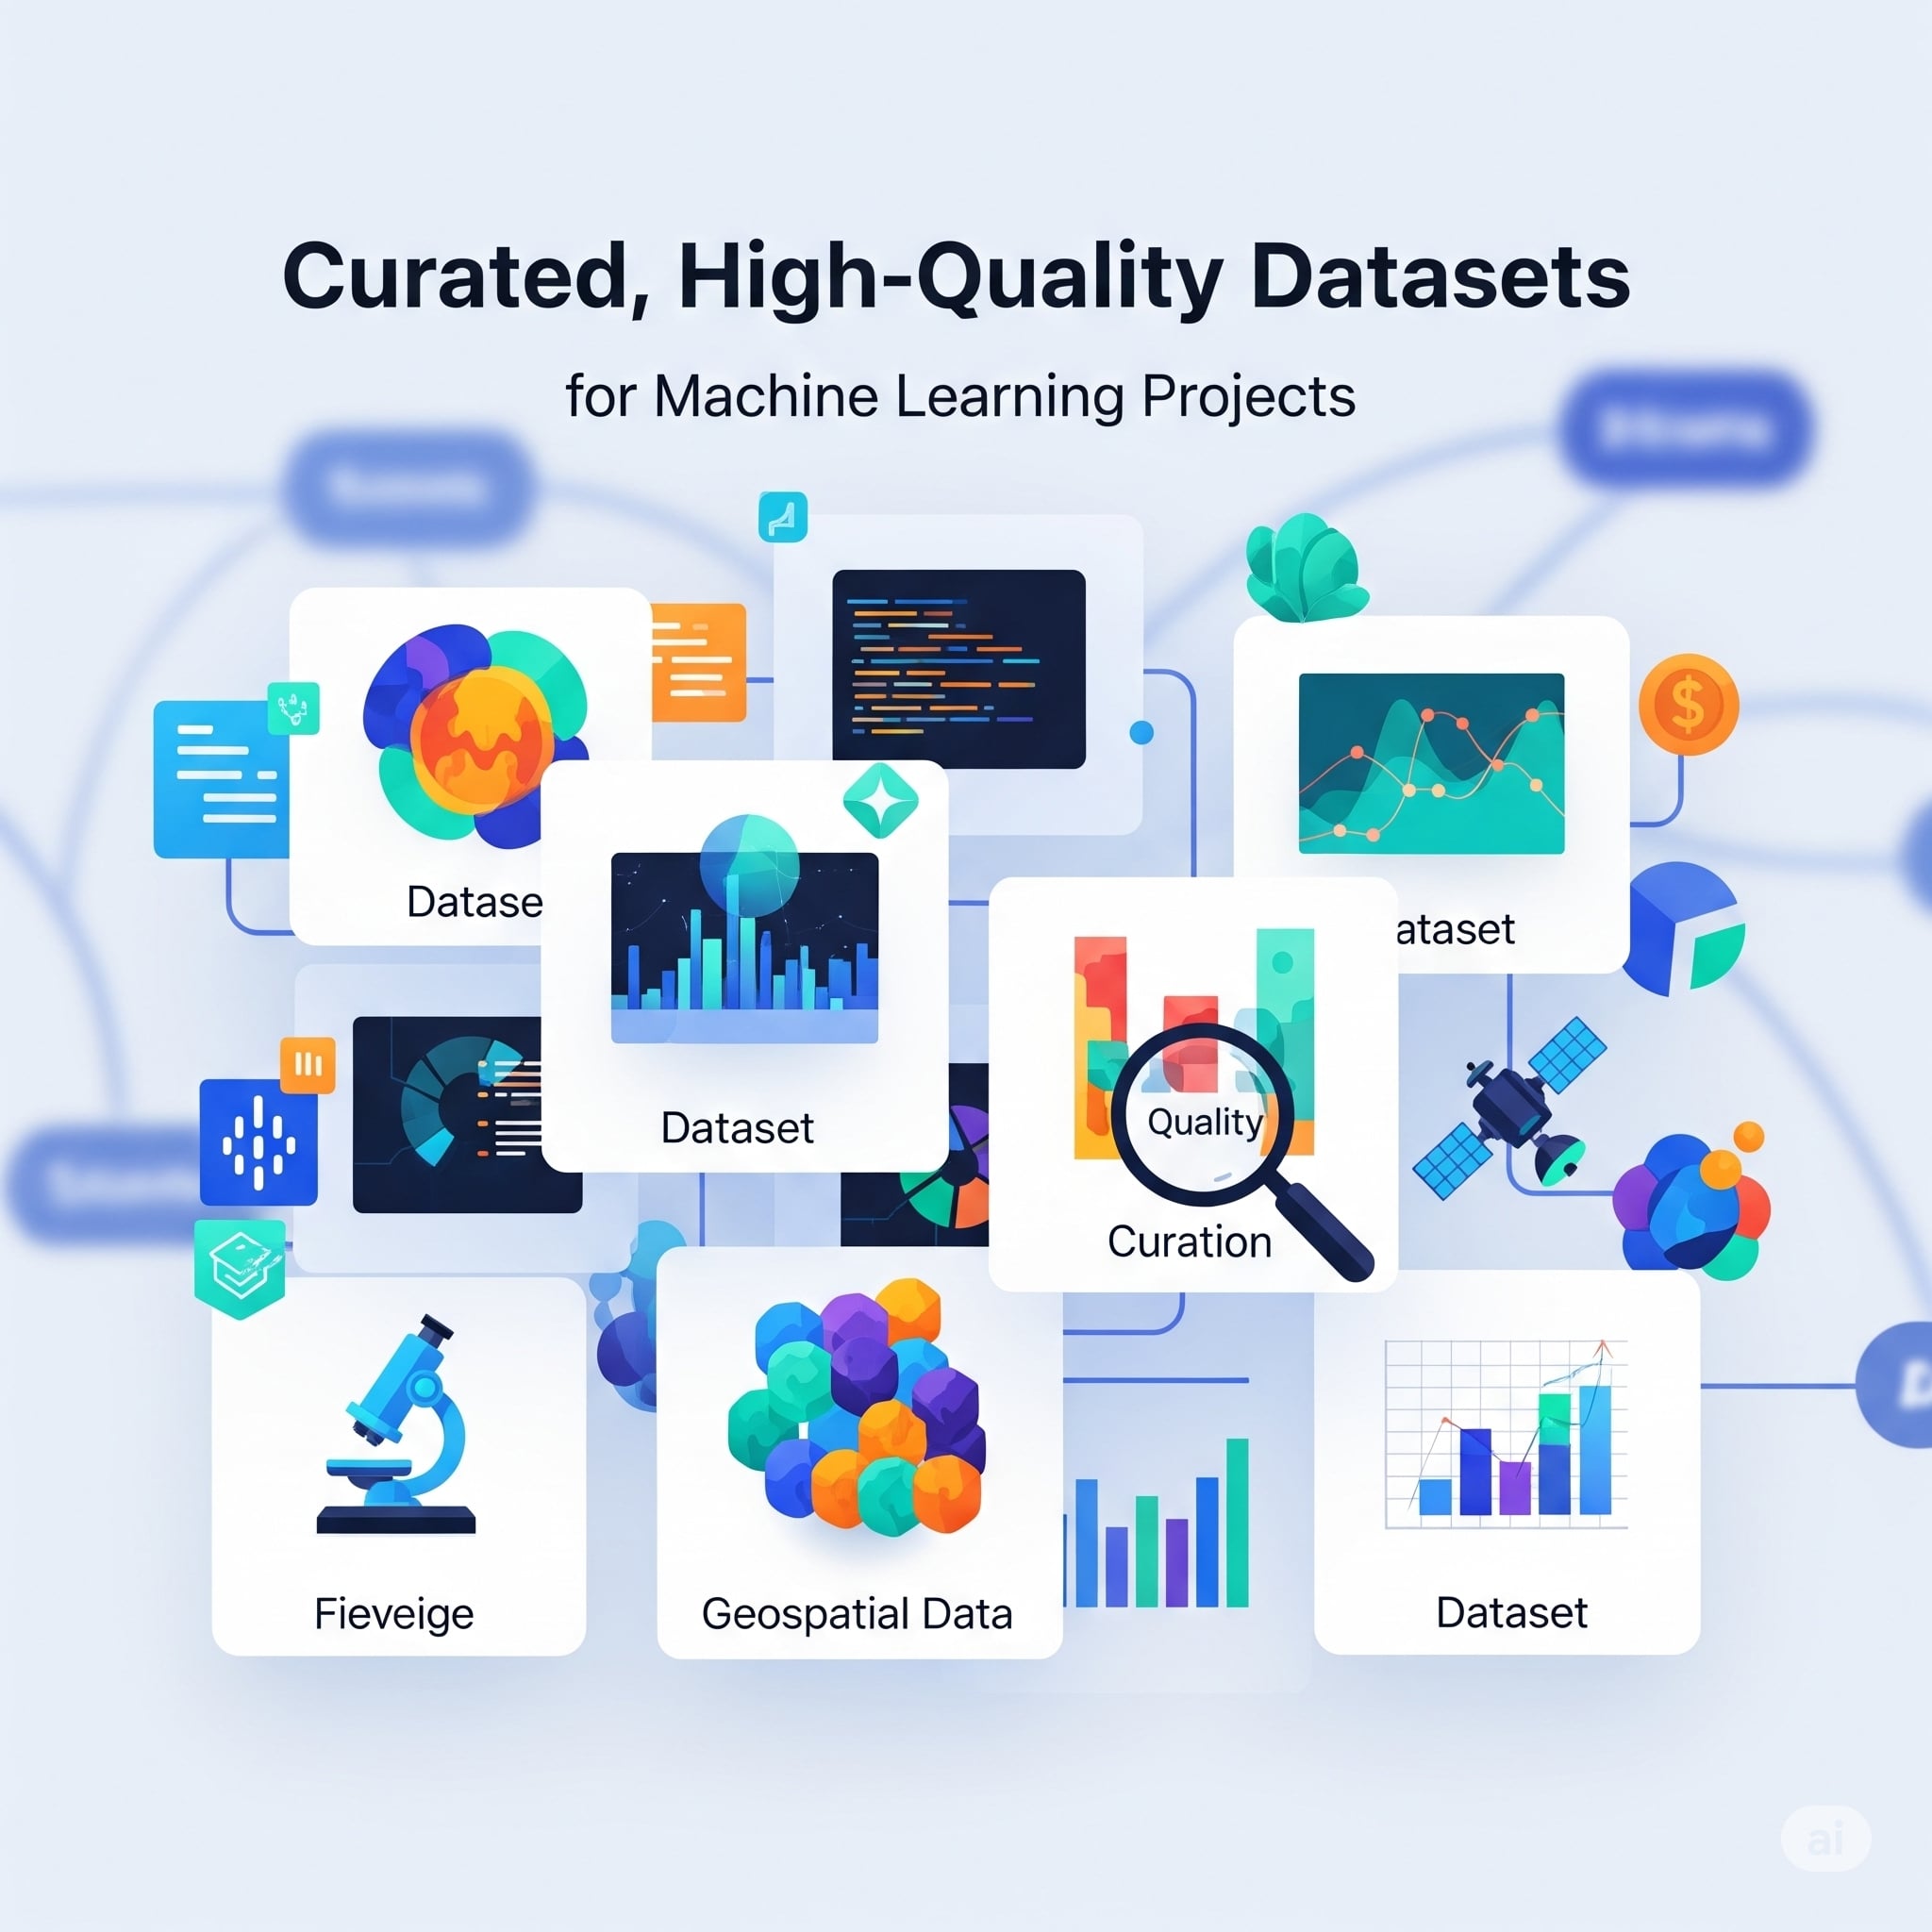 Curated, High-Quality Datasets
for Machine Learning Projects
Datase
ataset
Dataset
Quality
Curation
Fieveige
Geospatial Data
Dataset
ai